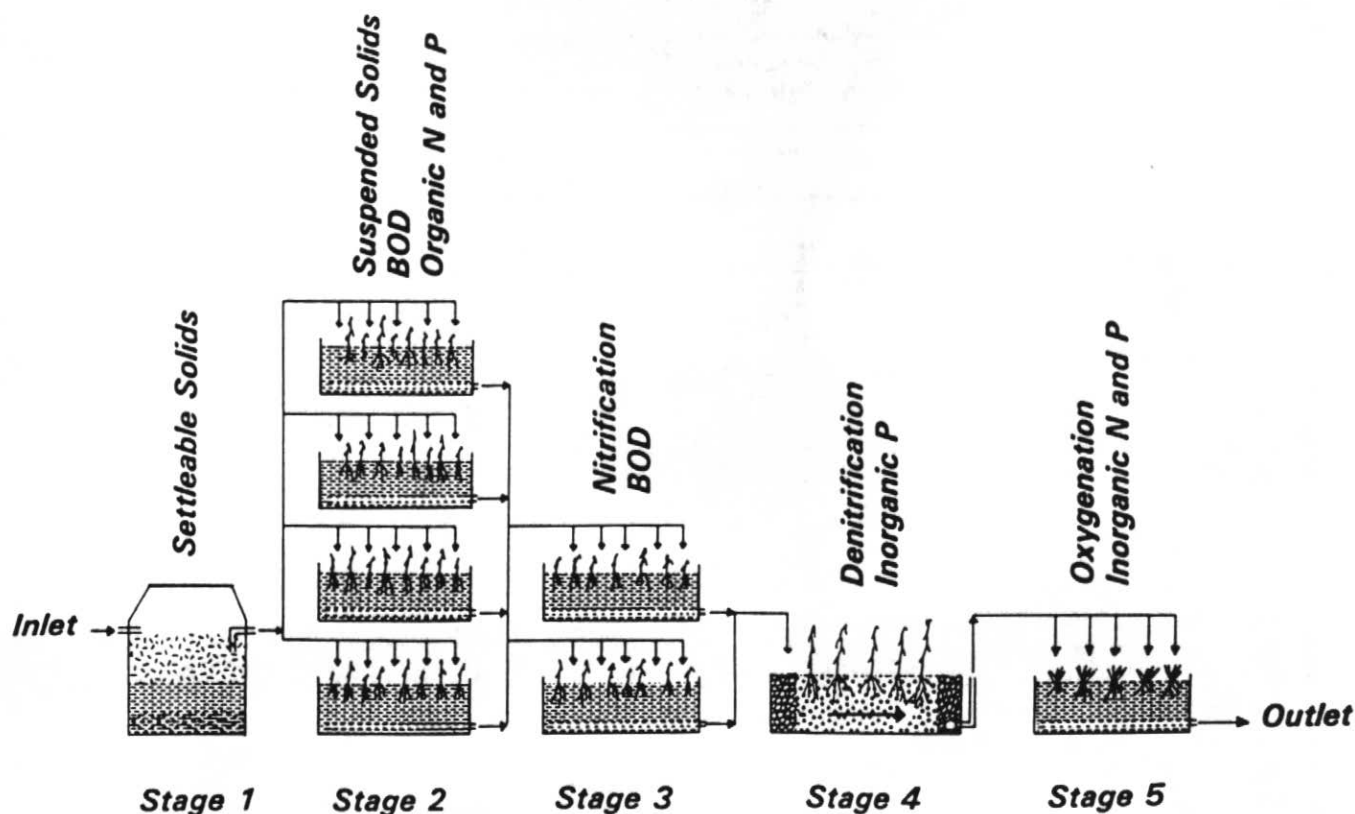 Settleable Solids
Suspended Solids
BOD
Organic N and P
Nitrification
BOD
Denitrification
Inorganic P
Oxygenation
Inorganic N and P
Inlet
Outlet
Stage 1
Stage 2
Stage 3
Stage 4
Stage 5